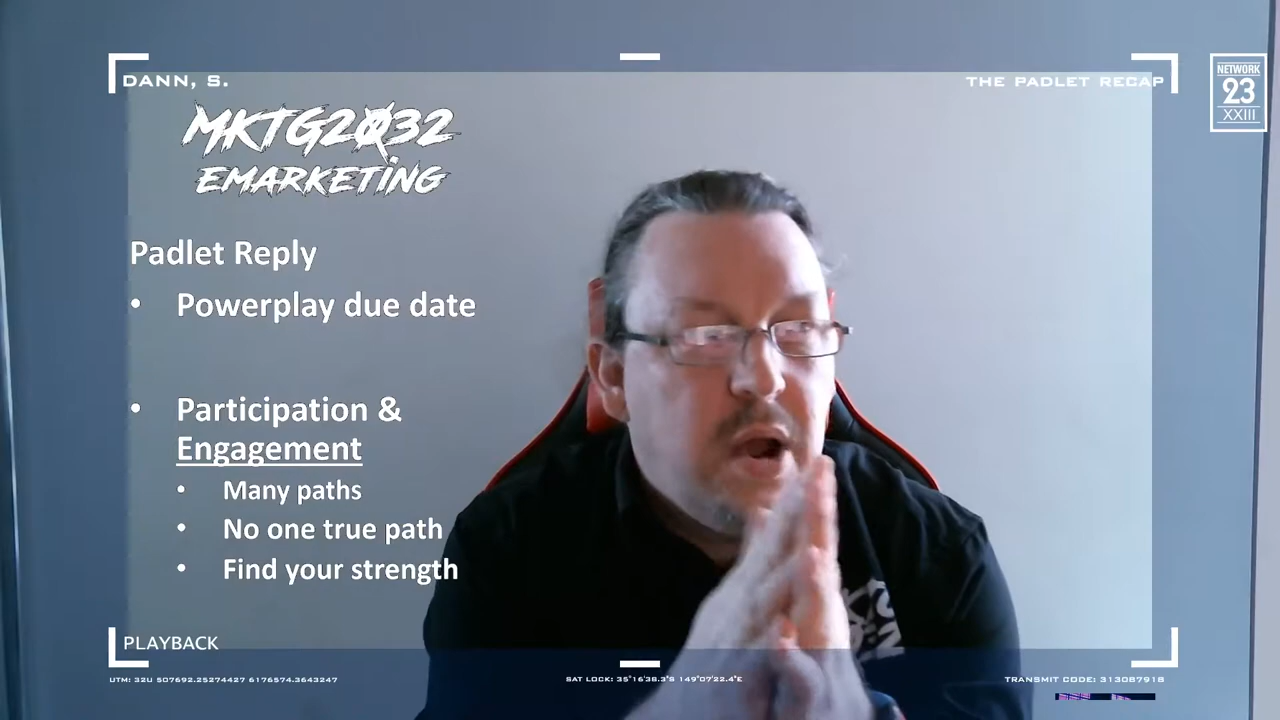 DANN, S.
THE PADLET RECAP
NETWORK
23
XXIII
MKTG2032
EMARKETING
Padlet Reply
• Powerplay due date
• Participation &
Engagement
• Many paths
• No one true path
• Find your strength
PLAYBACK
UTM: 32U 507692.25274427 6176574.3643247
SAT LOCK: 35°16'38.3"S 149°07'22.4"E
TRANSMIT CODE: 313087918